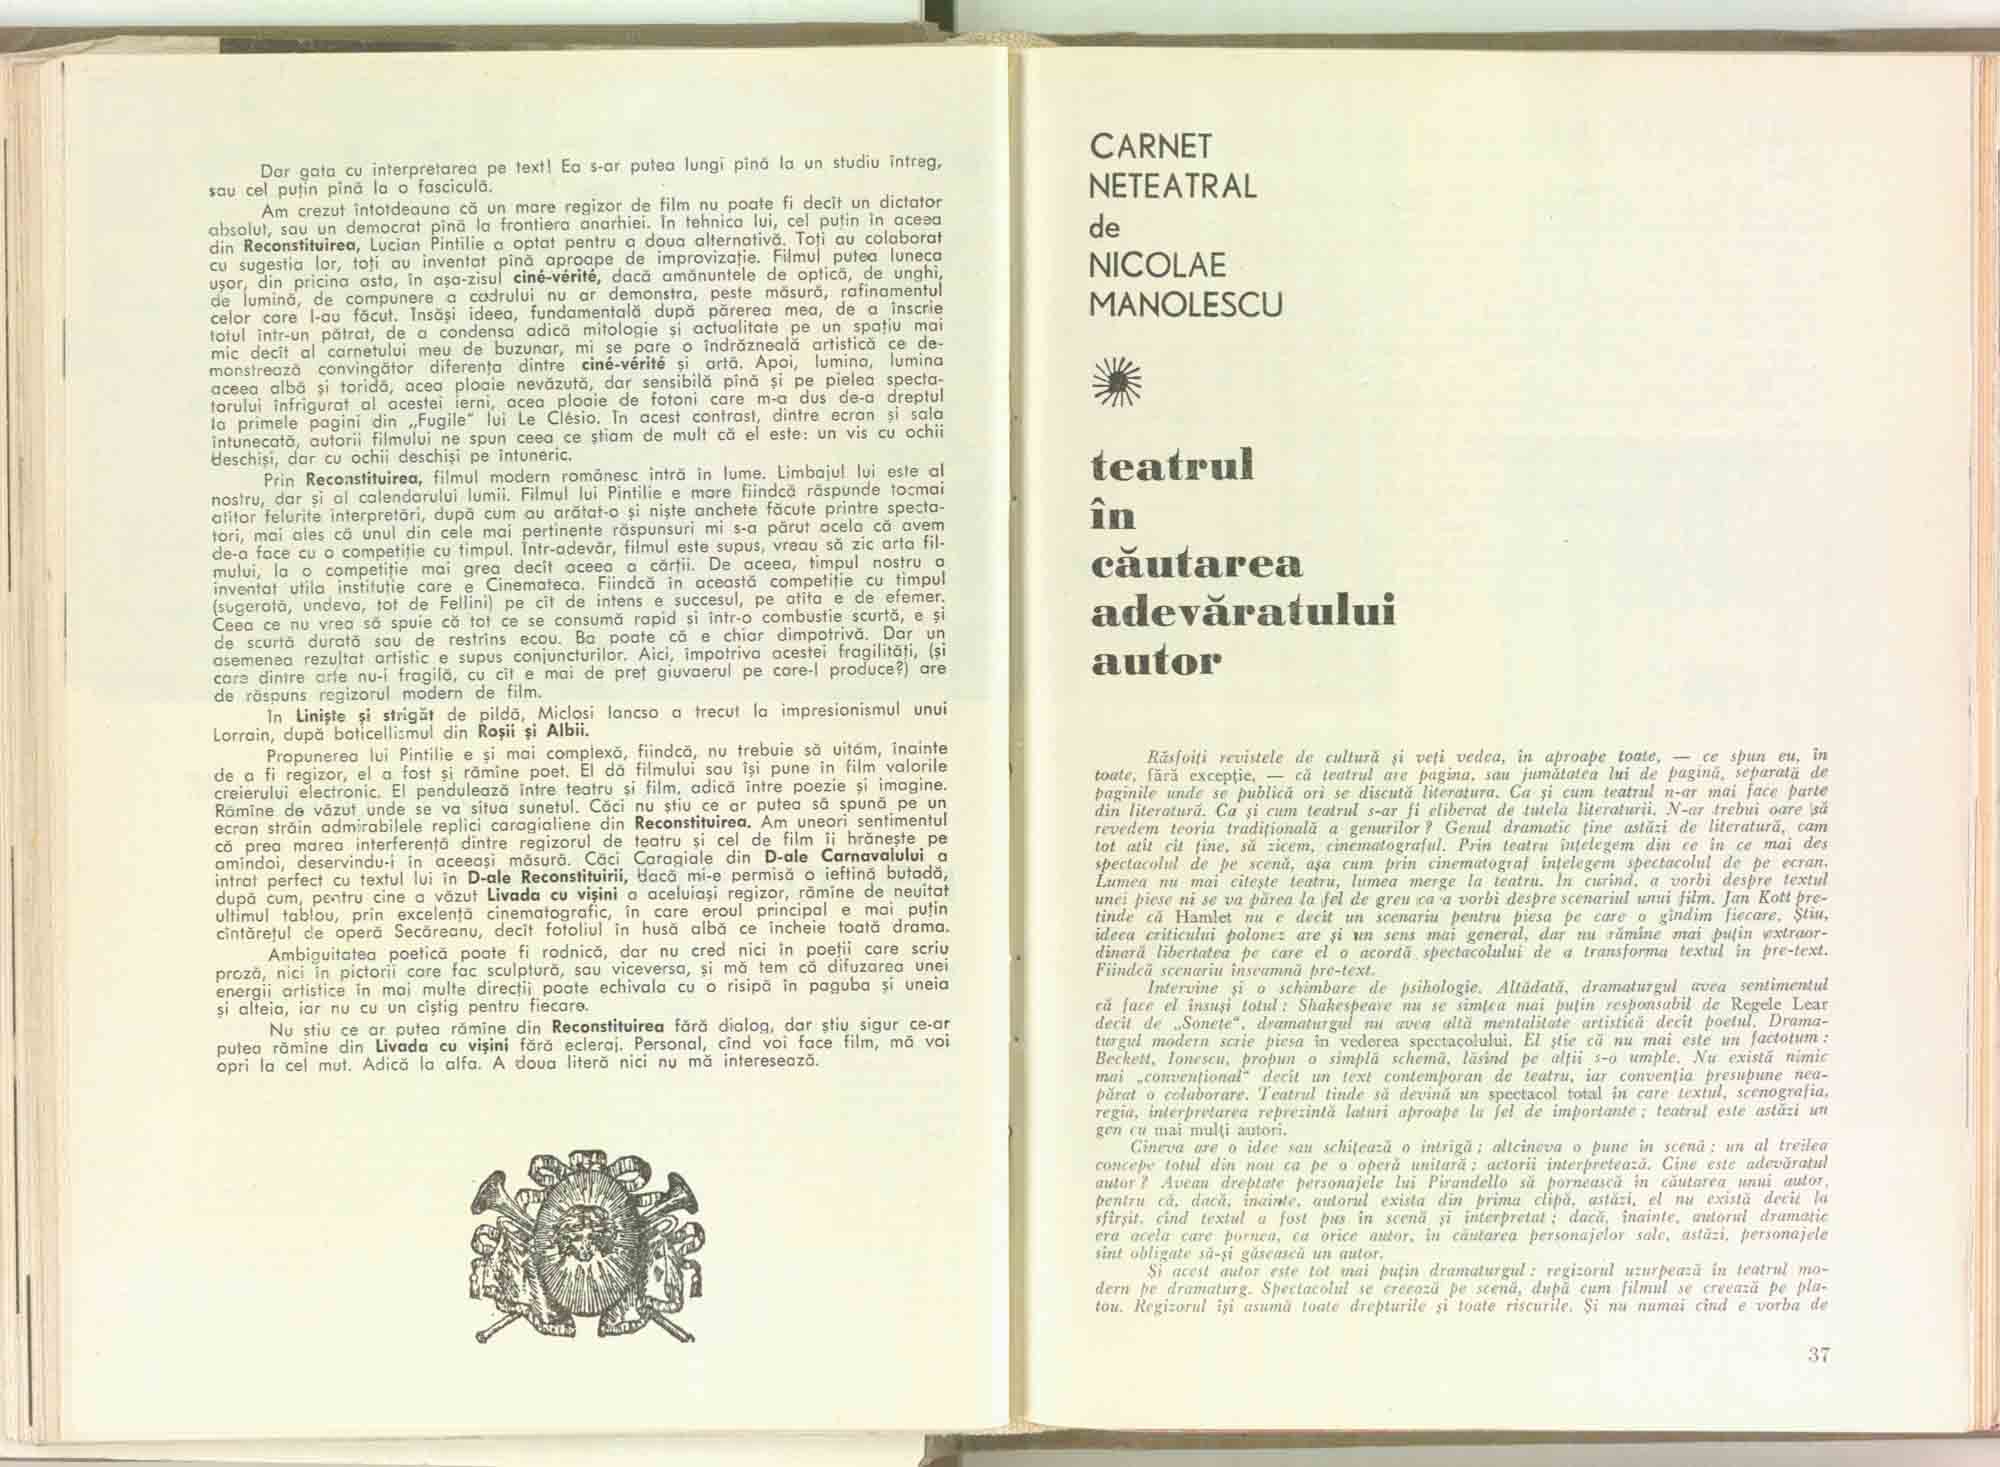 Dar gata cu interpretarea pe text! Ea s-ar putea lungi pînă la un studiu întreg,
sau cel puțin pînă la o fasciculă.
Am crezut întotdeauna că un mare regizor de film nu poate fi decît un dictator
absolut, sau un democrat pînă la frontiera anarhiei. În tehnica lui, cel puțin în aceea
din Reconstituirea, Lucian Pintilie a optat pentru a doua alternativă. Toți au colaborat
cu sugestia lor, toți au inventat pînă aproape de improvizație. Filmul putea luneca
ușor, din pricina asta, în așa-zisul ciné-vérité, dacă amănuntele de optică, de unghi,
de lumină, de compunere a cadrului nu ar demonstra, peste măsură, rafinamentul
celor care l-au făcut. Însăși ideea, fundamentală după părerea mea, de a înscrie
totul într-un pătrat, de a condensa adică mitologie și actualitate pe un spațiu mai
mic decît al carnetului meu de buzunar, mi se pare o îndrăzneală artistică ce de-
monstrează convingător diferența dintre ciné-vérité și artă. Apoi, lumina, lumina
aceea albă și toridă, acea ploaie nevăzută, dar sensibilă pînă și pe pielea specta-
torului înfrigurat al acestei ierni, acea ploaie de fotoni care m-a dus de-a dreptul
la primele pagini din „Fugile" lui Le Clésio. În acest contrast, dintre ecran și sala
întunecată, autorii filmului ne spun ceea ce știam de mult că el este: un vis cu ochii
deschiși, dar cu ochii deschiși pe întuneric.
Prin Reconstituirea, filmul modern românesc intră în lume. Limbajul lui este al
nostru, dar și al calendarului lumii. Filmul lui Pintilie e mare fiindcă răspunde tocmai
atîtor felurite interpretări, după cum au arătat-o și niște anchete făcute printre specta-
tori, mai ales că unul din cele mai pertinente răspunsuri mi s-a părut acela că avem
de-a face cu o competiție cu timpul. Într-adevăr, filmul este supus, vreau să zic arta fil-
mului, la o competiție mai grea decît aceea a cărții. De aceea, timpul nostru a
inventat utila instituție care e Cinemateca. Fiindcă în această competiție cu timpul
(sugerată, undeva, tot de Fellini) pe cît de intens e succesul, pe atîta e de efemer.
Ceea ce nu vrea să spuie că tot ce se consumă rapid și într-o combustie scurtă, e și
de scurtă durată sau de restrîns ecou. Ba poate că e chiar dimpotrivă. Dar un
asemenea rezultat artistic e supus conjuncturilor. Aici, împotriva acestei fragilități, (și
care dintre arte nu-i fragilă, cu cît e mai de preț giuvaerul pe care-l produce?) are
de răspuns regizorul modern de film.
În Liniște și strigăt de pildă, Miclosi Iancso a trecut la impresionismul unui
Lorrain, după boticellismul din Roșii și Albii.
Propunerea lui Pintilie e și mai complexă, fiindcă, nu trebuie să uităm, înainte
de a fi regizor, el a fost și rămîne poet. El dă filmului sau își pune în film valorile
creierului electronic. El pendulează între teatru și film, adică între poezie și imagine.
Rămîne de văzut unde se va situa sunetul. Căci nu știu ce ar putea să spună pe un
ecran străin admirabilele replici caragialiene din Reconstituirea. Am uneori sentimentul
că prea marea interferență dintre regizorul de teatru și cel de film îi hrănește pe
amîndoi, deservindu-i în aceeași măsură. Căci Caragiale din D-ale Carnavalului a
intrat perfect cu textul lui în D-ale Reconstituirii, dacă mi-e permisă o ieftină butadă,
după cum, pentru cine a văzut Livada cu vișini a aceluiași regizor, rămîne de neuitat
ultimul tablou, prin excelență cinematografic, în care eroul principal e mai puțin
cîntărețul de operă Secăreanu, decît fotoliul în husă albă ce încheie toată drama.
Ambiguitatea poetică poate fi rodnică, dar nu cred nici în poeții care scriu
proză, nici în pictorii care fac sculptură, sau viceversa, și mă tem că difuzarea unei
energii artistice în mai multe direcții poate echivala cu o risipă în paguba și uneia
și alteia, iar nu cu un cîștig pentru fiecare.
Nu știu ce ar putea rămîne din Reconstituirea fără dialog, dar știu sigur ce-ar
putea rămîne din Livada cu vișini fără ecleraj. Personal, cînd voi face film, mă voi
opri la cel mut. Adică la alfa. A doua literă nici nu mă interesează.
CARNET
NETEATRAL
de
NICOLAE
MANOLESCU
teatrul
în
căutarea
adevăratului
autor
Răsfoiți revistele de cultură și veți vedea, în aproape toate, — ce spun eu, în
toate, fără excepție, — că teatrul are pagina, sau jumătatea lui de pagină, separată de
paginile unde se publică ori se discută literatura. Ca și cum teatrul n-ar mai face parte
din literatură. Ca și cum teatrul s-ar fi eliberat de tutela literaturii. N-ar trebui oare să
revedem teoria tradițională a genurilor? Genul dramatic ține astăzi de literatură, cam
tot atît cît ține, să zicem, cinematograful. Prin teatru înțelegem din ce în ce mai des
spectacolul de pe scenă, așa cum prin cinematograf înțelegem spectacolul de pe ecran.
Lumea nu mai citește teatru, lumea merge la teatru. În curînd, a vorbi despre textul
unei piese ni se va părea la fel de greu ca a vorbi despre scenariul unui film. Jan Kott pre-
tinde că Hamlet nu e decît un scenariu pentru piesa pe care o gîndim fiecare. Știu,
ideea criticului polonez are și un sens mai general, dar nu rămîne mai puțin extraor-
dinară libertatea pe care el o acordă spectacolului de a transforma textul în pre-text.
Fiindcă scenariu înseamnă pre-text.
Intervine și o schimbare de psihologie. Altădată, dramaturgul avea sentimentul
că face el însuși totul: Shakespeare nu se simțea mai puțin responsabil de Regele Lear
decît de „Sonete", dramaturgul nu avea altă mentalitate artistică decît poetul. Drama-
turgul modern scrie piesa în vederea spectacolului. El știe că nu mai este un factotum:
Beckett, Ionescu, propun o simplă schemă, lăsînd pe alții s-o umple. Nu există nimic
mai „convențional" decît un text contemporan de teatru, iar convenția presupune nea-
părat o colaborare. Teatrul tinde să devină un spectacol total în care textul, scenografia,
regia, interpretarea reprezintă laturi aproape la fel de importante; teatrul este astăzi un
gen cu mai mulți autori.
Cineva are o idee sau schițează o intrigă; altcineva o pune în scenă; un al treilea
concepe totul din nou ca pe o operă unitară; actorii interpretează. Cine este adevăratul
autor? Aveau dreptate personajele lui Pirandello să pornească în căutarea unui autor,
pentru că, dacă, înainte, autorul exista din prima clipă, astăzi, el nu există decît la
sfîrșit, cînd textul a fost pus în scenă și interpretat; dacă, înainte, autorul dramatic
era acela care pornea, ca orice autor, în căutarea personajelor sale, astăzi, personajele
sînt obligate să-și găsească un autor.
Și acest autor este tot mai puțin dramaturgul: regizorul uzurpează în teatrul mo-
dern pe dramaturg. Spectacolul se creează pe scenă, după cum filmul se creează pe pla-
tou. Regizorul își asumă toate drepturile și toate riscurile. Și nu numai cînd e vorba de
37